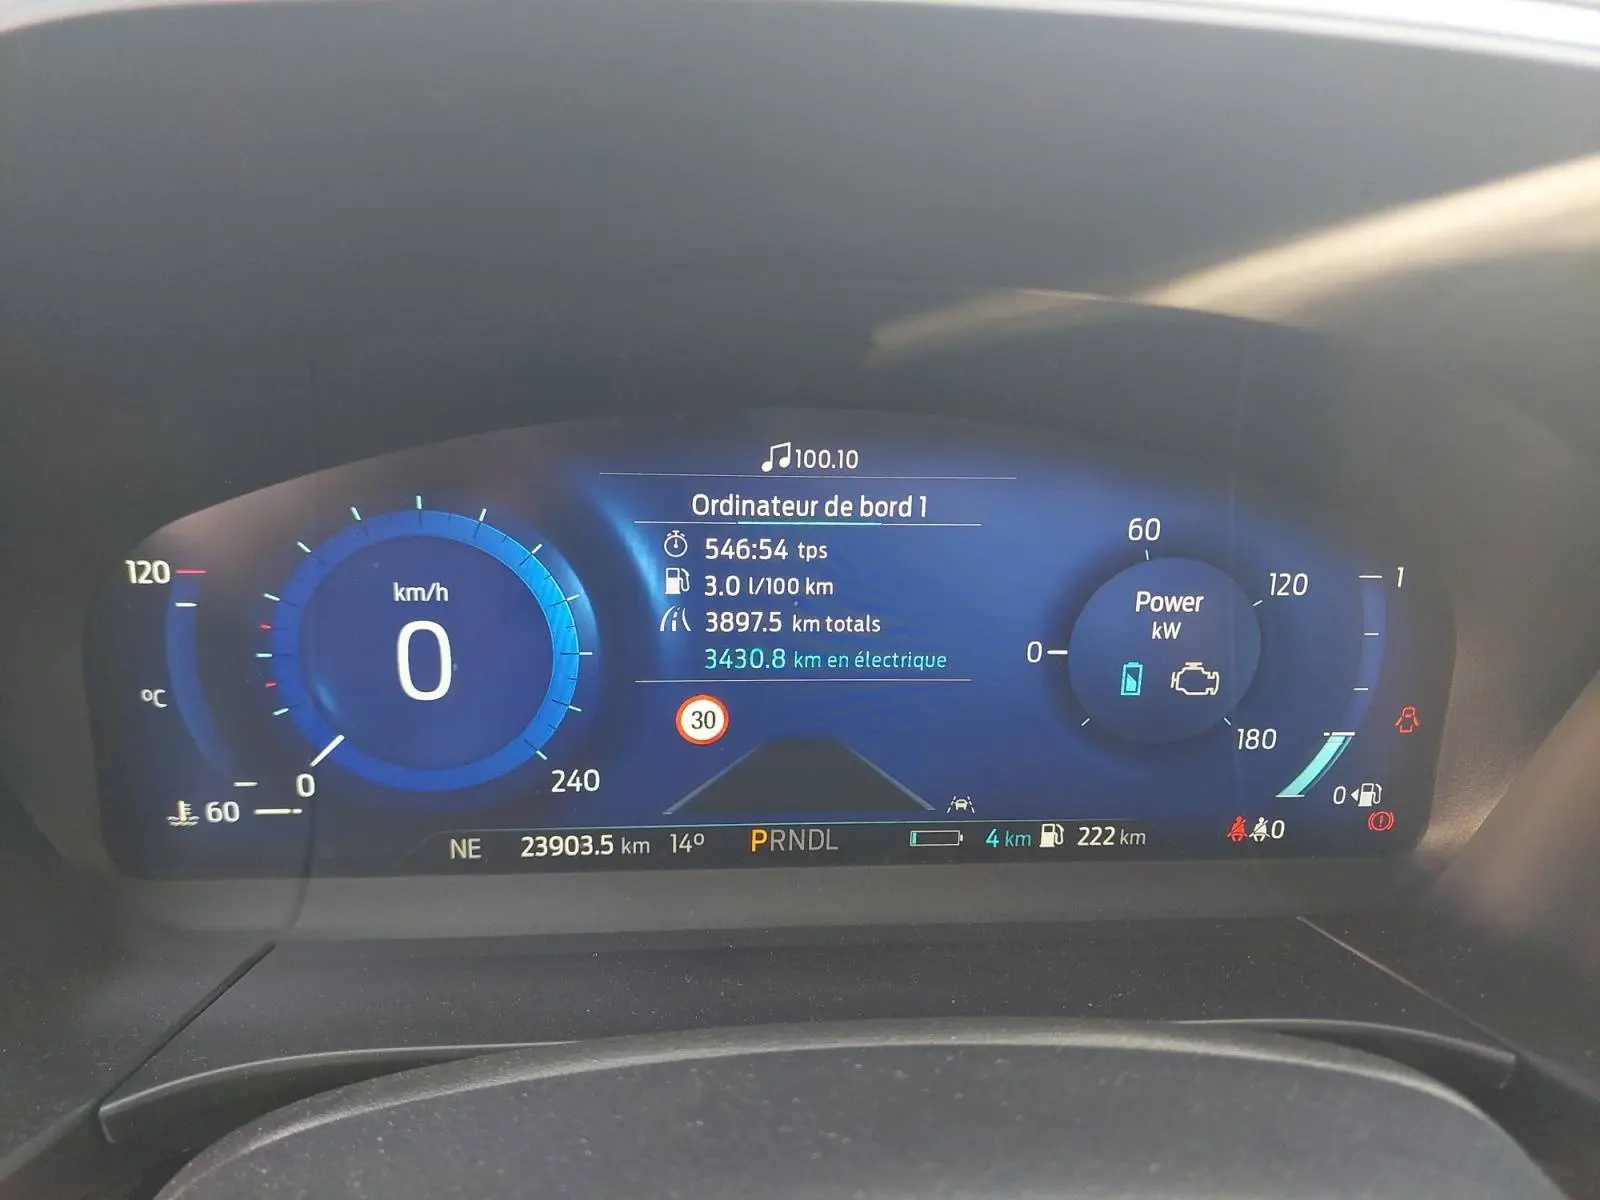 100.10
Ordinateur de bord 1
546:54 tps
3.0 l/100 km
3897.5 km totals
3430.8 km en électrique
30
120
°C
60
km/h
0
0
240
60
120
Power
kW
0
180
1
0
NE 23903.5 km 14° PRNDL 4 km 222 km
0